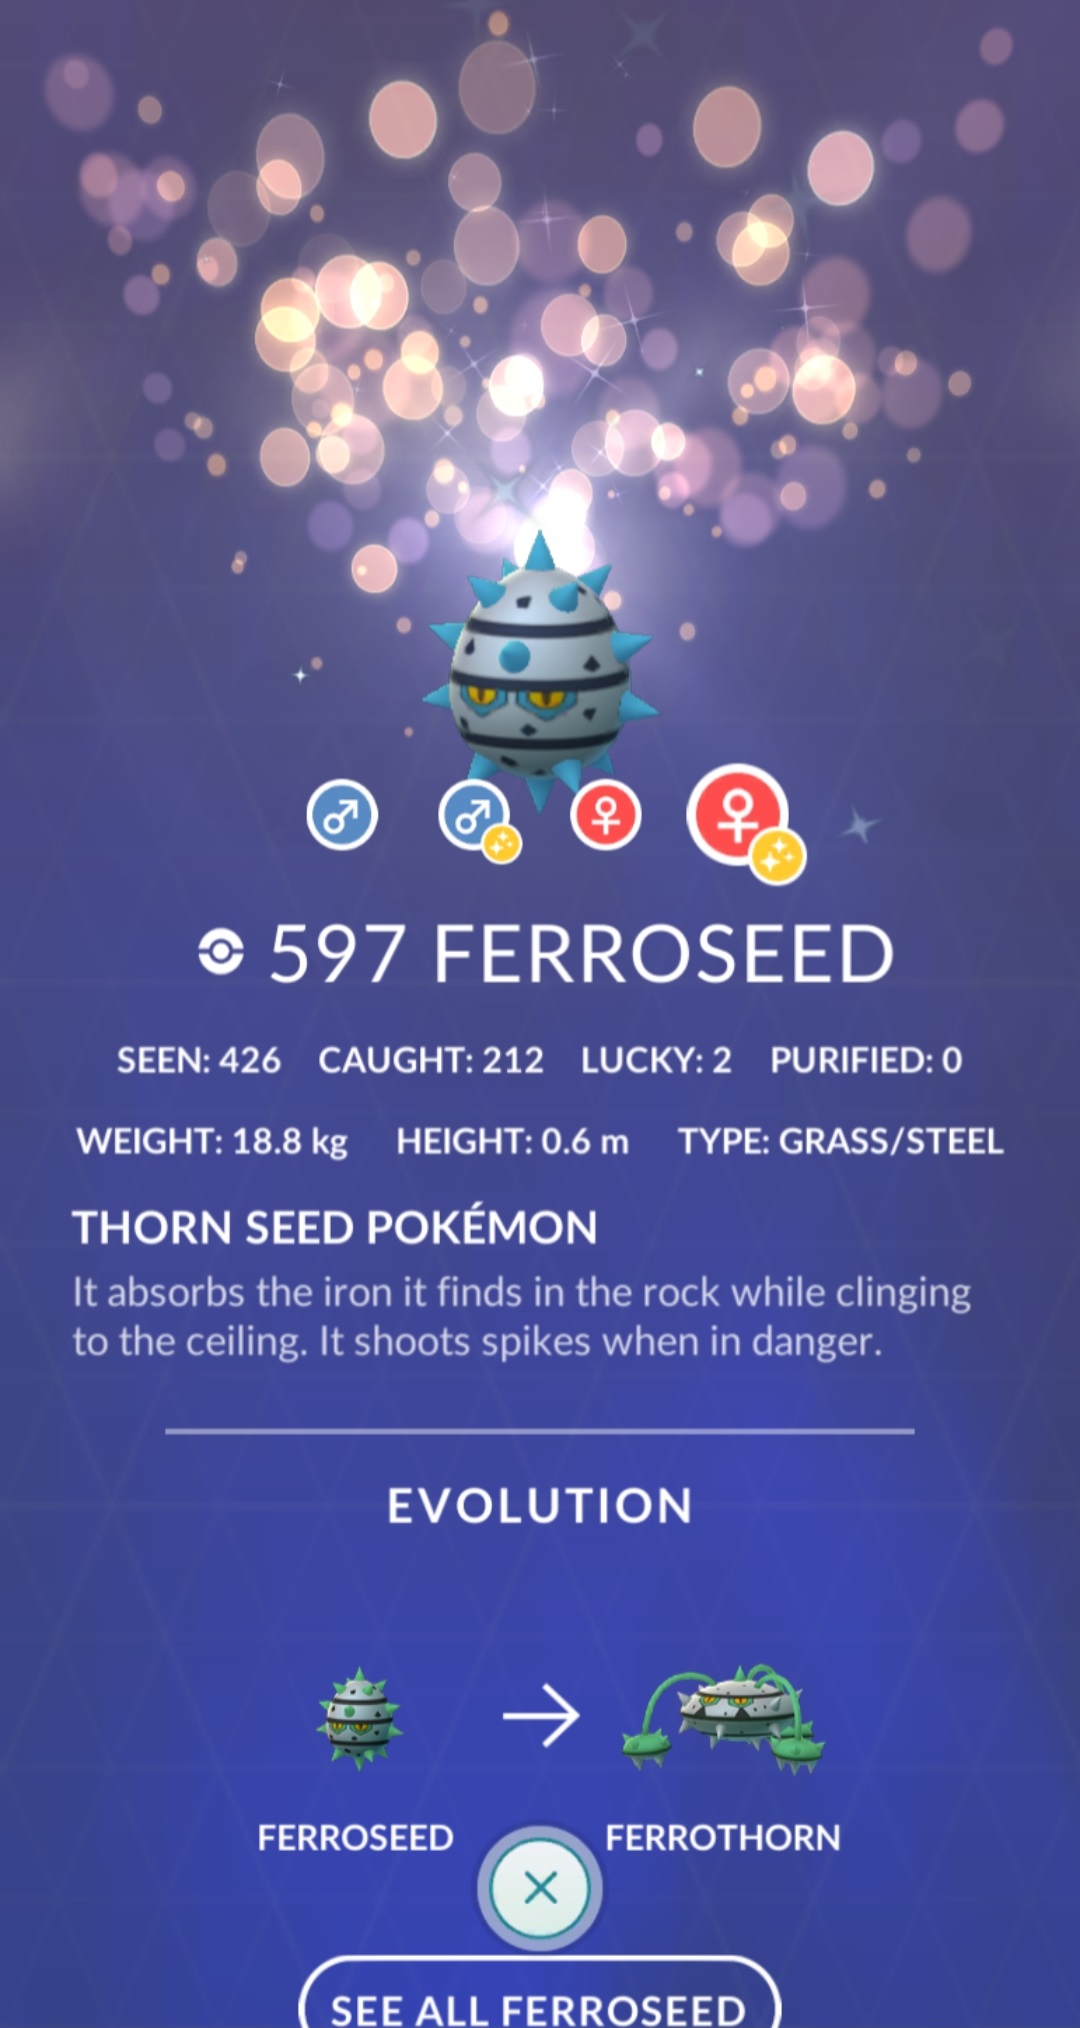 597 FERROSEED
SEEN: 426 CAUGHT: 212 LUCKY: 2 PURIFIED: 0
WEIGHT: 18.8 kg HEIGHT: 0.6 m TYPE: GRASS/STEEL
THORN SEED POKÉMON
It absorbs the iron it finds in the rock while clinging
to the ceiling. It shoots spikes when in danger.
EVOLUTION
FERROSEED FERROTHORN
SEE ALL FERROSEED